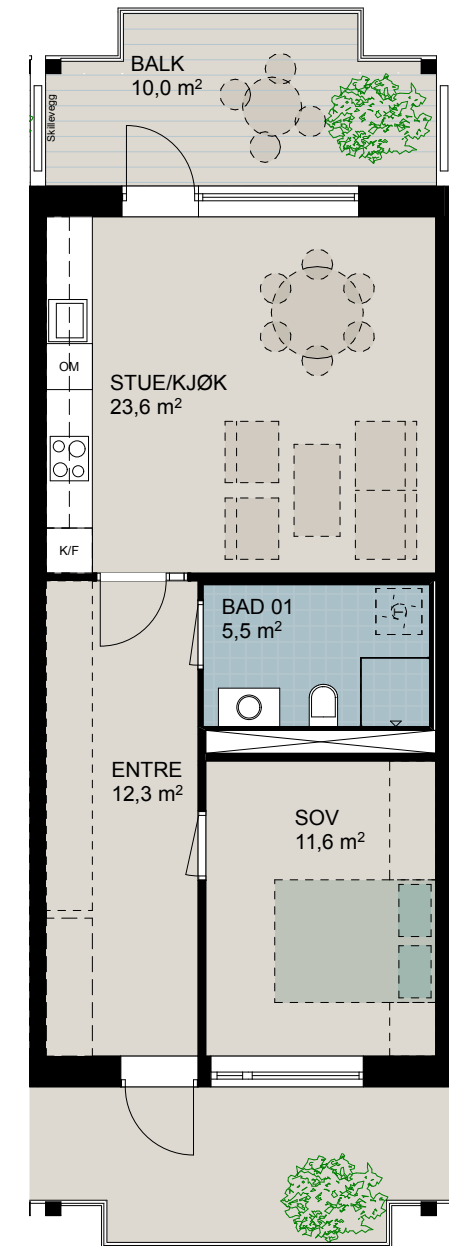 BALK
10,0 m²
Skillevegg
OM
STUE/KJØK
23,6 m²
K/F
BAD 01
5,5 m²
ENTRE
12,3 m²
SOV
11,6 m²